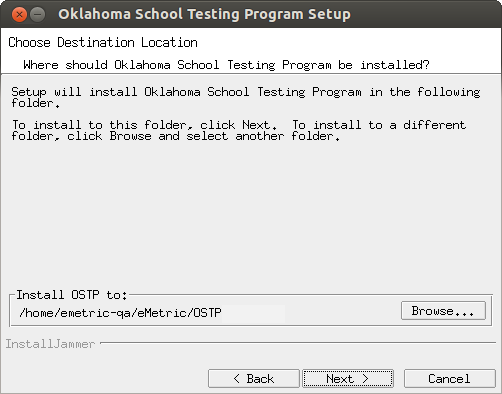 Oklahoma School Testing Program Setup
Choose Destination Location
Where should Oklahoma School Testing Program be installed?
Setup will install Oklahoma School Testing Program in the following
folder.
To install to this folder, click Next.  To install to a different
folder, click Browse and select another folder.
Install OSTP to:
/home/emetric-qa/eMetric/OSTP
Browse...
InstallJammer
< Back
Next >
Cancel